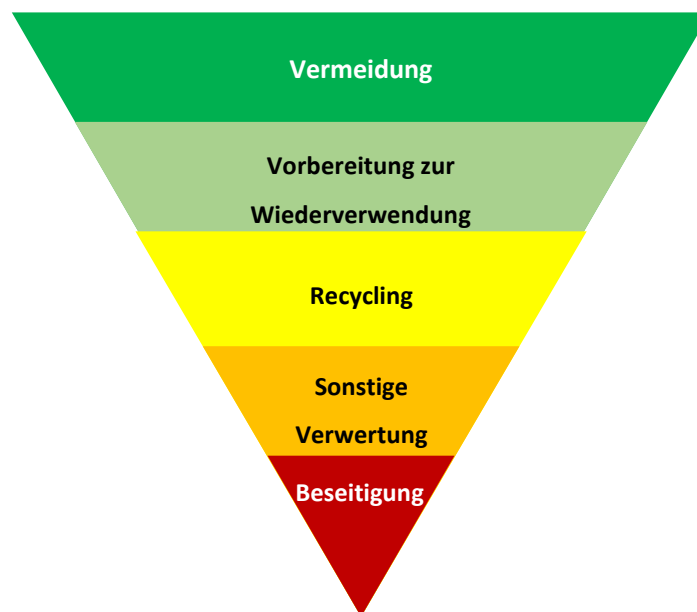 Vermeidung
Vorbereitung zur
Wiederverwendung
Recycling
Sonstige
Verwertung
Beseitigung